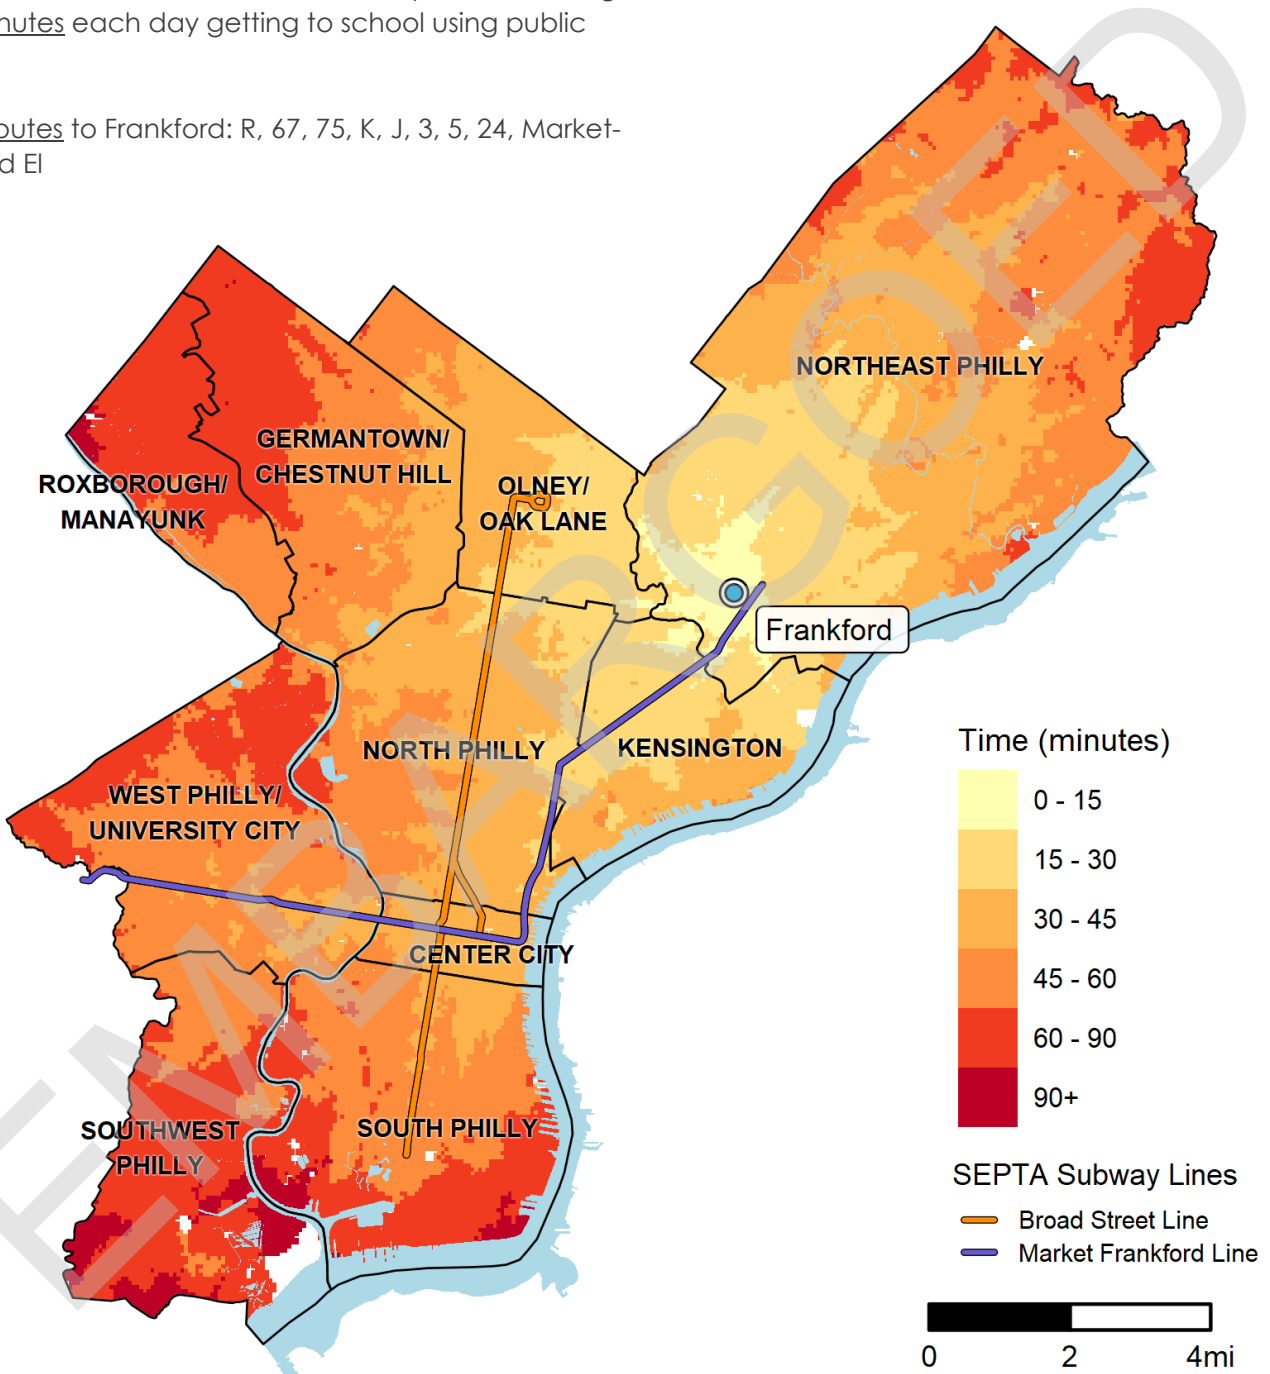 nutes each day getting to school using public
outes to Frankford: R, 67, 75, K, J, 3, 5, 24, Market-
d El
NORTHEAST PHILLY
GERMANTOWN/
CHESTNUT HILL
ROXBOROUGH/
MANAYUNK
OLNEY/
OAK LANE
Frankford
NORTH PHILLY
KENSINGTON
WEST PHILLY/
UNIVERSITY CITY
CENTER CITY
SOUTHWEST
PHILLY
SOUTH PHILLY
Time (minutes)
0 - 15
15 - 30
30 - 45
45 - 60
60 - 90
90+
SEPTA Subway Lines
Broad Street Line
Market Frankford Line
0 2 4mi
EMBARGOED